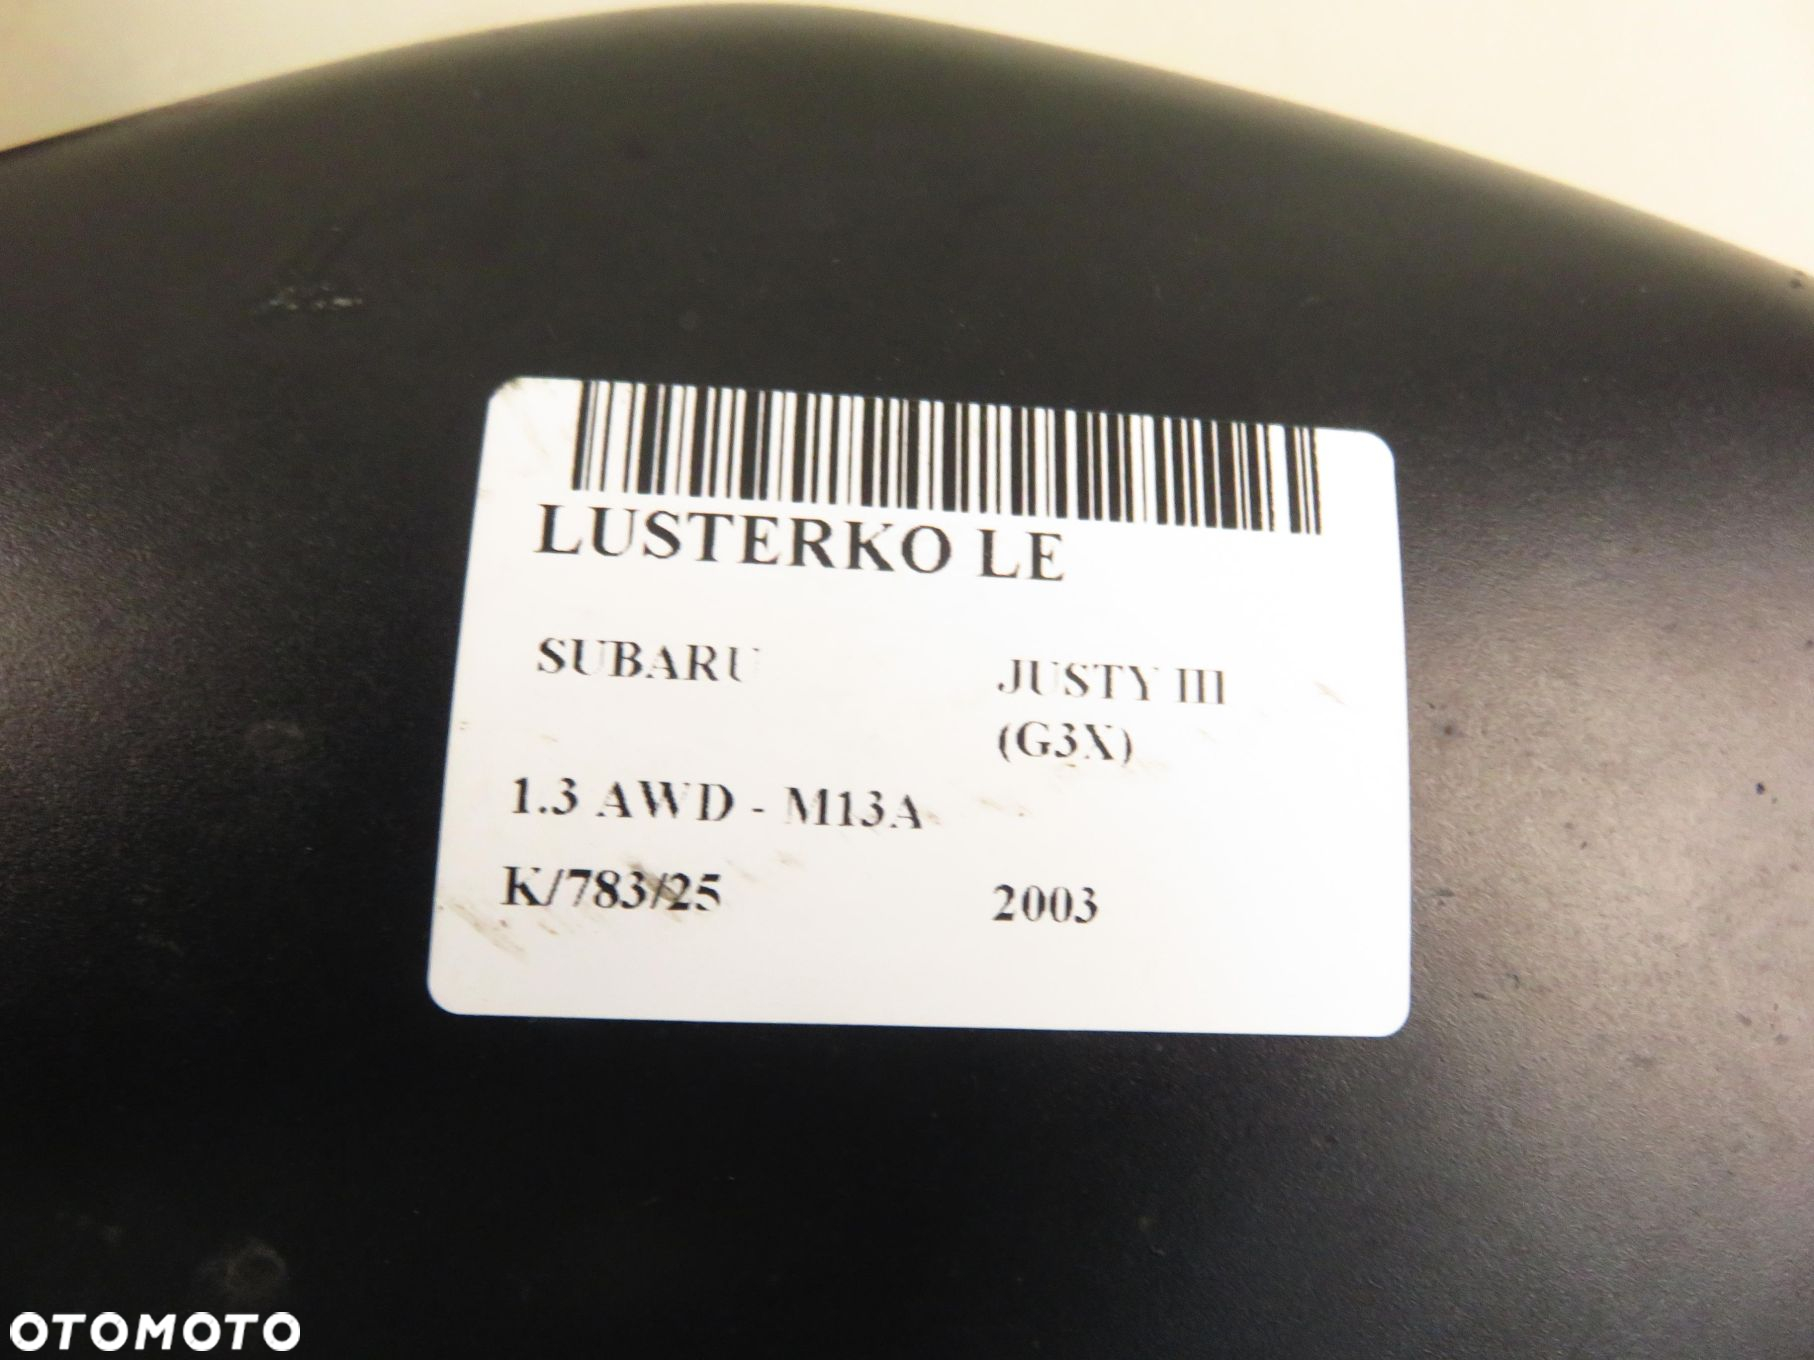 LUSTERKO LE
SUBARU JUSTY III
(G3X)
1.3 AWD - M13A
K/783/25 2003
OTOMOTO